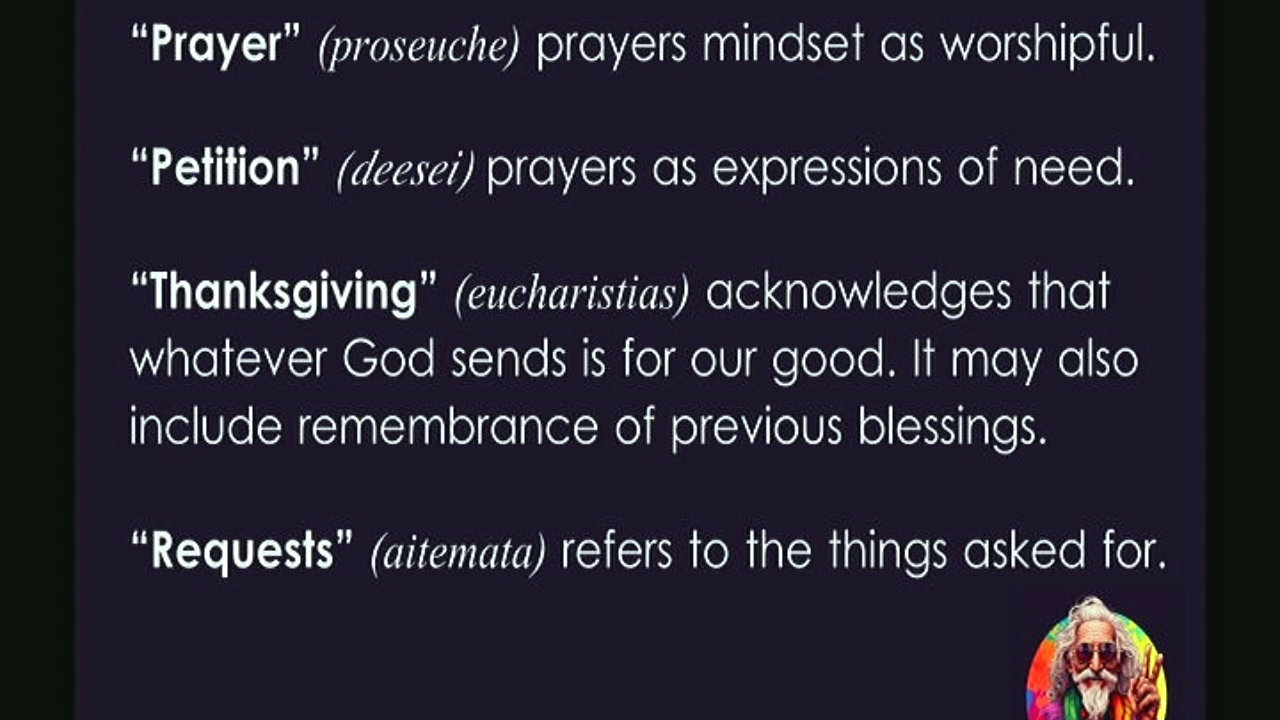 “Prayer” (proseuche) prayers mindset as worshipful.
“Petition” (deesei) prayers as expressions of need.
“Thanksgiving” (eucharistias) acknowledges that
whatever God sends is for our good. It may also
include remembrance of previous blessings.
“Requests” (aitemata) refers to the things asked for.